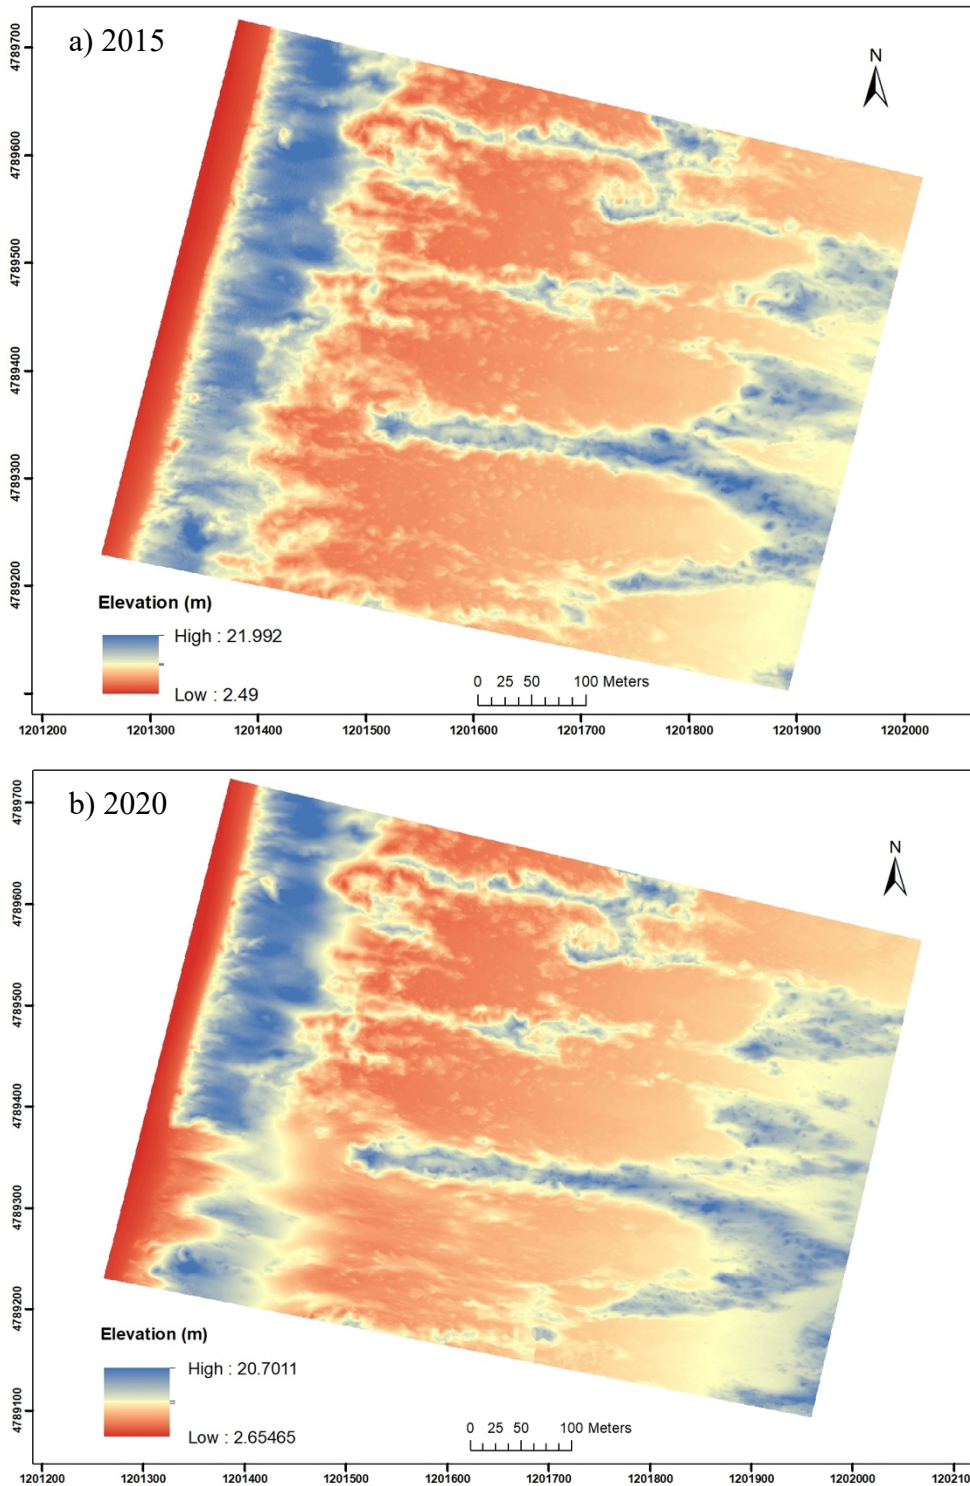 a) 2015
N
4789700
4789600
4789500
4789400
4789300
4789200
Elevation (m)
High : 21.992
Low : 2.49
0 25 50 100 Meters
1201200 1201300 1201400 1201500 1201600 1201700 1201800 1201900 1202000
b) 2020
N
4789700
4789600
4789500
4789400
4789300
4789200
4789100
Elevation (m)
High : 20.7011
Low : 2.65465
0 25 50 100 Meters
1201200 1201300 1201400 1201500 1201600 1201700 1201800 1201900 1202000 120210